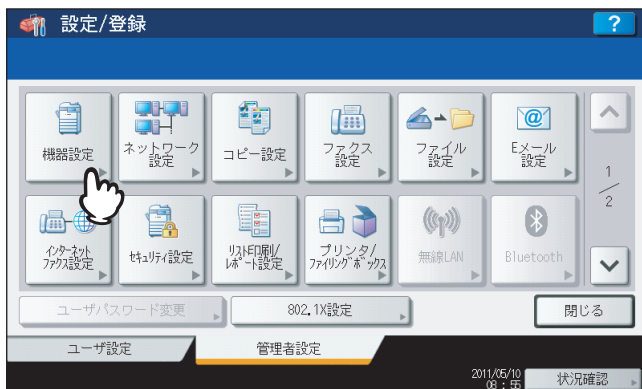 設定/登録
?
機器設定
ネットワーク
設定
コピー設定
ファクス
設定
ファイル
設定
Eメール
設定
1
2
インターネット
ファクス設定
セキュリティ設定
リスト印刷/
レポート設定
プリンタ/
ファイリングボックス
無線LAN
Bluetooth
ユーザパスワード変更
802.1X設定
閉じる
ユーザ設定
管理者設定
2011/05/10
08:55
状況確認